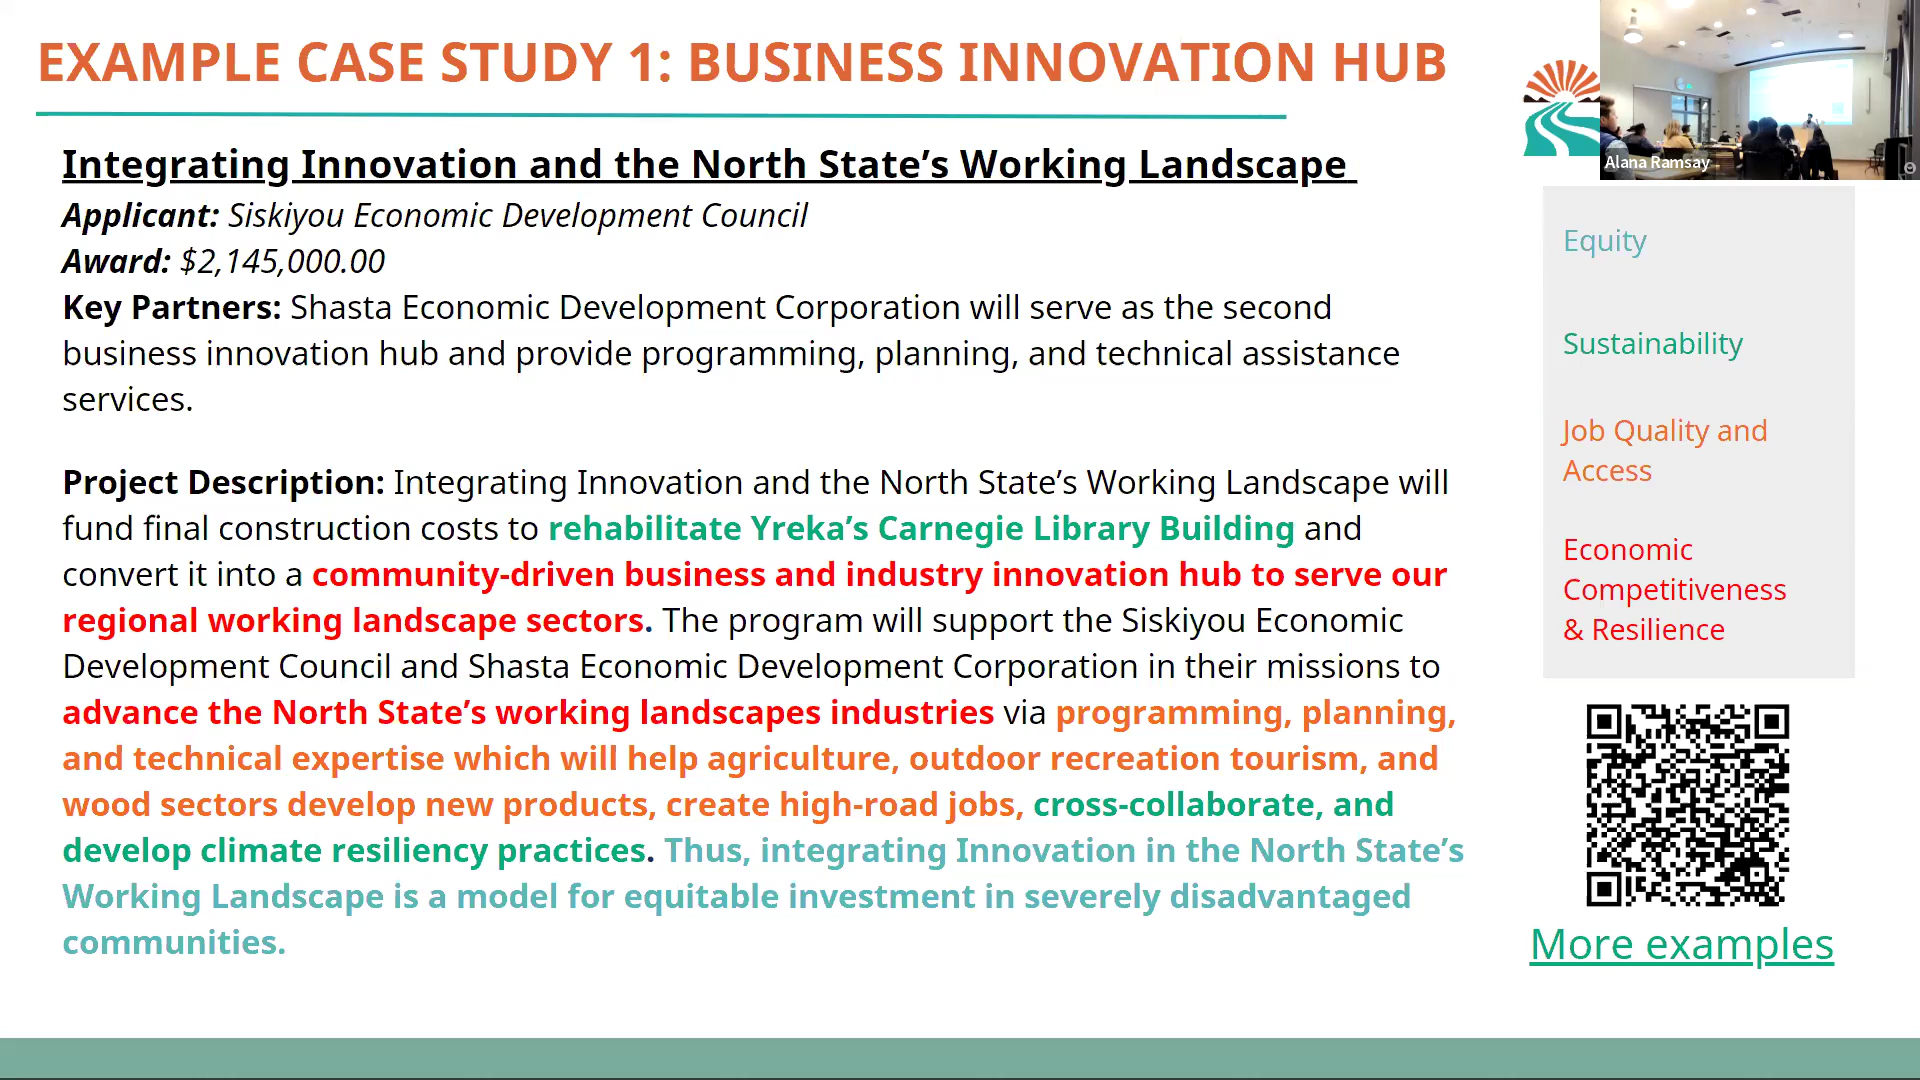 EXAMPLE CASE STUDY 1: BUSINESS INNOVATION HUB
Integrating Innovation and the North State’s Working Landscape
Applicant: Siskiyou Economic Development Council
Award: $2,145,000.00
Key Partners: Shasta Economic Development Corporation will serve as the second
business innovation hub and provide programming, planning, and technical assistance
services.
Project Description: Integrating Innovation and the North State’s Working Landscape will
fund final construction costs to rehabilitate Yreka’s Carnegie Library Building and
convert it into a community-driven business and industry innovation hub to serve our
regional working landscape sectors. The program will support the Siskiyou Economic
Development Council and Shasta Economic Development Corporation in their missions to
advance the North State’s working landscapes industries via programming, planning,
and technical expertise which will help agriculture, outdoor recreation tourism, and
wood sectors develop new products, create high-road jobs, cross-collaborate, and
develop climate resiliency practices. Thus, integrating Innovation in the North State’s
Working Landscape is a model for equitable investment in severely disadvantaged
communities.
Alana Ramsay
Equity
Sustainability
Job Quality and
Access
Economic
Competitiveness
& Resilience
More examples